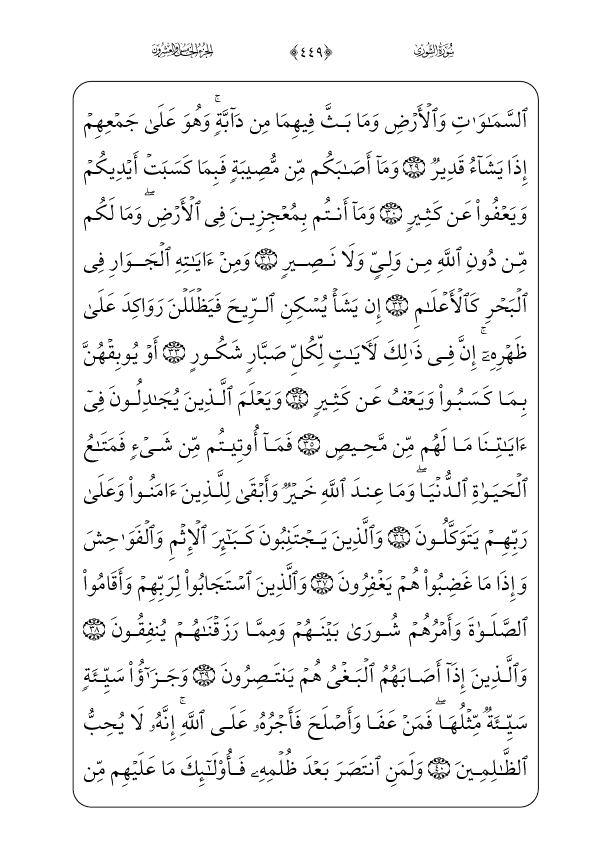 سُورَةُ الشُّورَىٰ ﴿٤٤٩﴾ الجُزْءُ الخَامِسُ وَالعِشْرُونَ
ٱلسَّمَـٰوَٰتِ وَٱلْأَرْضِ وَمَا بَثَّ فِيهِمَا مِن دَآبَّةٍۢ ۚ وَهُوَ عَلَىٰ جَمْعِهِمْ
إِذَا يَشَآءُ قَدِيرٌۭ ٢٩ وَمَآ أَصَـٰبَكُم مِّن مُّصِيبَةٍۢ فَبِمَا كَسَبَتْ أَيْدِيكُمْ
وَيَعْفُوا۟ عَن كَثِيرٍۢ ٣٠ وَمَآ أَنتُم بِمُعْجِزِينَ فِى ٱلْأَرْضِ ۖ وَمَا لَكُم
مِّن دُونِ ٱللَّهِ مِن وَلِىٍّۢ وَلَا نَصِيرٍۢ ٣١ وَمِنْ ءَايَـٰتِهِ ٱلْجَوَارِ فِى
ٱلْبَحْرِ كَٱلْأَعْلَـٰمِ ٣٢ إِن يَشَأْ يُسْكِنِ ٱلرِّيحَ فَيَظْلَلْنَ رَوَاكِدَ عَلَىٰ
ظَهْرِهِۦٓ ۚ إِنَّ فِى ذَٰلِكَ لَـَٔايَـٰتٍۢ لِّكُلِّ صَبَّارٍۢ شَكُورٍ ٣٣ أَوْ يُوبِقْهُنَّ
بِمَا كَسَبُوا۟ وَيَعْفُ عَن كَثِيرٍۢ ٣٤ وَيَعْلَمَ ٱلَّذِينَ يُجَـٰدِلُونَ فِىٓ
ءَايَـٰتِنَا مَا لَهُم مِّن مَّحِيصٍۢ ٣٥ فَمَآ أُوتِيتُم مِّن شَىْءٍۢ فَمَتَـٰعُ
ٱلْحَيَوٰةِ ٱلدُّنْيَا ۖ وَمَا عِندَ ٱللَّهِ خَيْرٌۭ وَأَبْقَىٰ لِلَّذِينَ ءَامَنُوا۟ وَعَلَىٰ
رَبِّهِمْ يَتَوَكَّلُونَ ٣٦ وَٱلَّذِينَ يَجْتَنِبُونَ كَبَـٰٓئِرَ ٱلْإِثْمِ وَٱلْفَوَٰحِشَ
وَإِذَا مَا غَضِبُوا۟ هُمْ يَغْفِرُونَ ٣٧ وَٱلَّذِينَ ٱسْتَجَابُوا۟ لِرَبِّهِمْ وَأَقَامُوا۟
ٱلصَّلَوٰةَ وَأَمْرُهُمْ شُورَىٰ بَيْنَهُمْ وَمِمَّا رَزَقْنَـٰهُمْ يُنفِقُونَ ٣٨
وَٱلَّذِينَ إِذَآ أَصَابَهُمُ ٱلْبَغْىُ هُمْ يَنتَصِرُونَ ٣٩ وَجَزَٰٓؤُا۟ سَيِّئَةٍۢ
سَيِّئَةٌۭ مِّثْلُهَا ۖ فَمَنْ عَفَا وَأَصْلَحَ فَأَجْرُهُۥ عَلَى ٱللَّهِ ۚ إِنَّهُۥ لَا يُحِبُّ
ٱلظَّـٰلِمِينَ ٤٠ وَلَمَنِ ٱنتَصَرَ بَعْدَ ظُلْمِهِۦ فَأُو۟لَـٰٓئِكَ مَا عَلَيْهِم مِّن